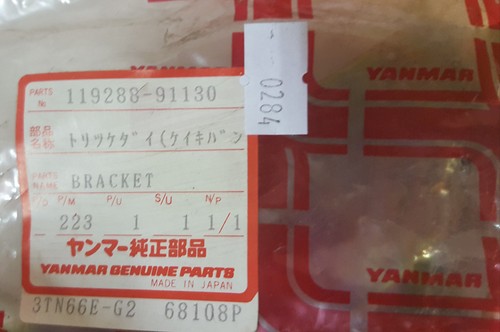 PARTS No 119288-91130
部品名称 トリツケダイ(ケイキバン
PARTS NAME BRACKET
P/M P/U S/U N/P
223 1 1 1/1
ヤンマー純正部品
YANMAR GENUINE PARTS
MADE IN JAPAN
3TN66E-G2 68108P
0284
YANMAR
YANMAR